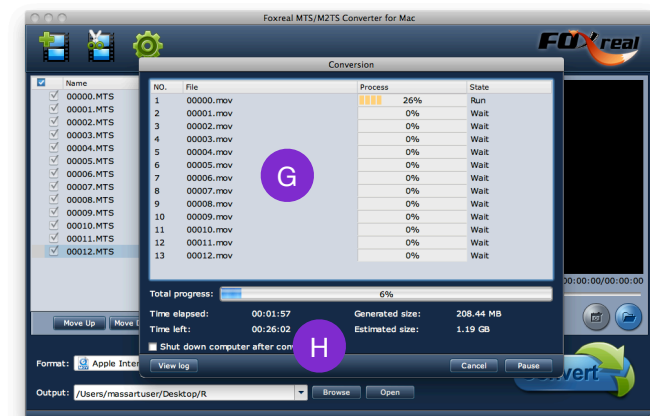 Foxreal MTS/M2TS Converter for Mac
FOXreal
Conversion
Name
00000.MTS
00001.MTS
00002.MTS
00003.MTS
00004.MTS
00005.MTS
00006.MTS
00007.MTS
00008.MTS
00009.MTS
00010.MTS
00011.MTS
00012.MTS
NO. File Process State
1 00000.mov 26% Run
2 00001.mov 0% Wait
3 00002.mov 0% Wait
4 00003.mov 0% Wait
5 00004.mov 0% Wait
6 00005.mov 0% Wait
7 00006.mov 0% Wait
8 00007.mov 0% Wait
9 00008.mov 0% Wait
10 00009.mov 0% Wait
11 00010.mov 0% Wait
12 00011.mov 0% Wait
13 00012.mov 0% Wait
G
Total progress: 6%
00:00:00/00:00:00
Time elapsed: 00:01:57 Generated size: 208.44 MB
Time left: 00:26:02 Estimated size: 1.19 GB
Move Up Move
Shut down computer after
H
View log Cancel Pause
Format: Apple Inter
Output: /Users/massartuser/Desktop/R Browse Open